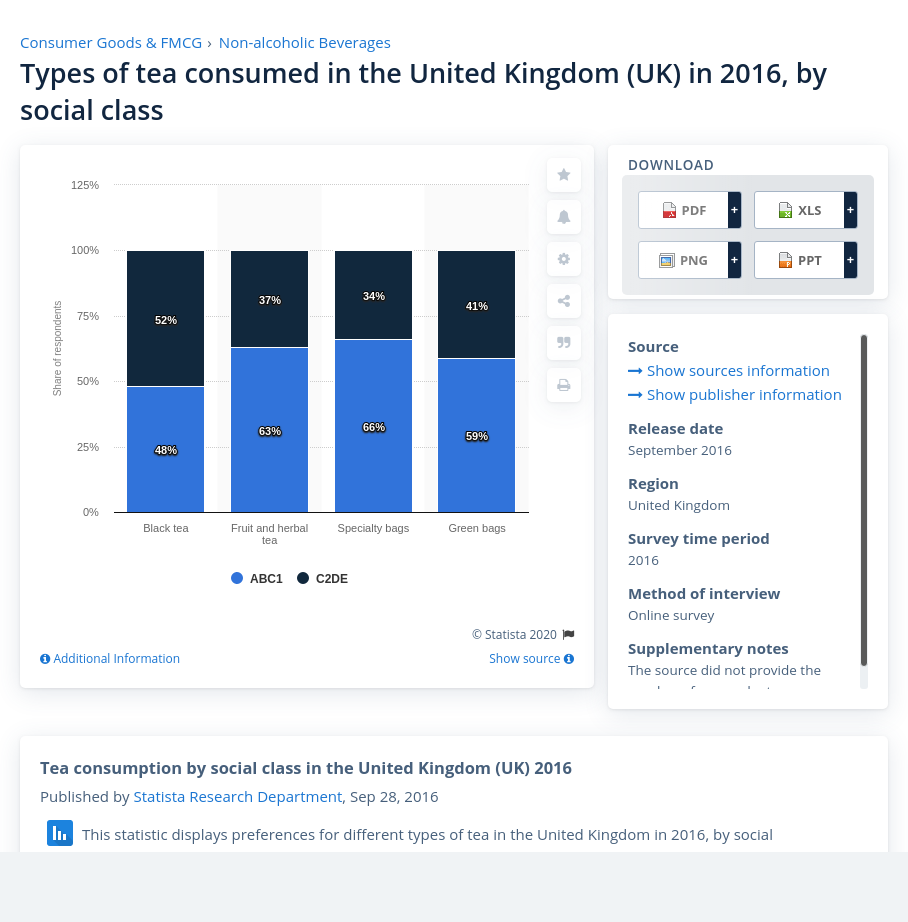 Consumer Goods & FMCG › Non-alcoholic Beverages
Types of tea consumed in the United Kingdom (UK) in 2016, by
social class
125%
100%
75%
50%
25%
0%
Share of respondents
52%
37%
34%
41%
48%
63%
66%
59%
Black tea
Fruit and herbal
tea
Specialty bags
Green bags
ABC1
C2DE
© Statista 2020
Additional Information
Show source
DOWNLOAD
PDF +
XLS +
PNG +
PPT +
Source
Show sources information
Show publisher information
Release date
September 2016
Region
United Kingdom
Survey time period
2016
Method of interview
Online survey
Supplementary notes
The source did not provide the
Tea consumption by social class in the United Kingdom (UK) 2016
Published by Statista Research Department, Sep 28, 2016
This statistic displays preferences for different types of tea in the United Kingdom in 2016, by social